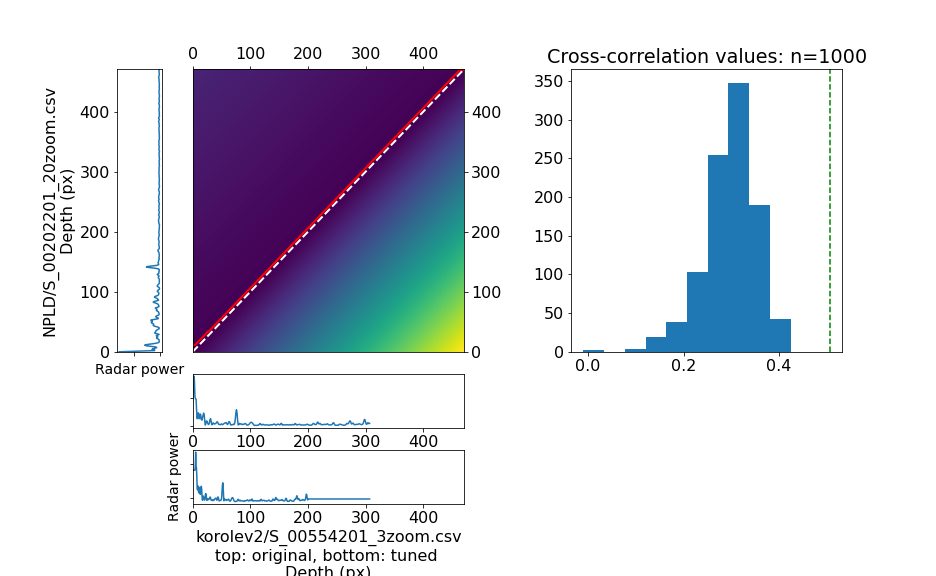 Cross-correlation values: n=1000
0 100 200 300 400
NPLD/S_00202201_20zoom.csv
Depth (px)
400
300
200
100
0
Radar power
400
300
200
100
0
350
300
250
200
150
100
50
0
0.0 0.2 0.4
0 100 200 300 400
Radar power
0 100 200 300 400
korolev2/S_00554201_3zoom.csv
top: original, bottom: tuned
Depth (px)